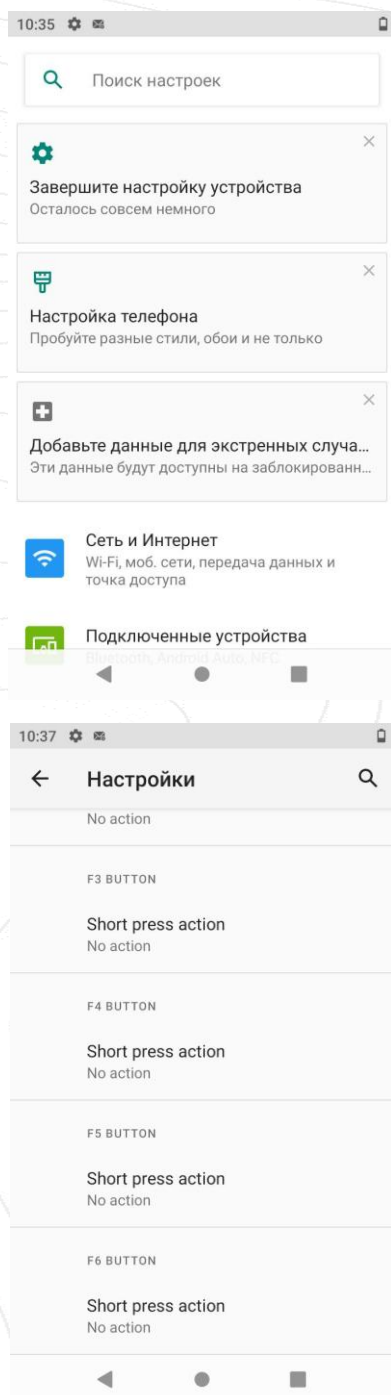 10:35
Поиск настроек
Завершите настройку устройства
Осталось совсем немного
Настройка телефона
Пробуйте разные стили, обои и не только
Добавьте данные для экстренных случа...
Эти данные будут доступны на заблокированн...
Сеть и Интернет
Wi-Fi, моб. сети, передача данных и
точка доступа
Подключенные устройства
Bluetooth, Android Auto, NFC
10:37
Настройки
No action
F3 BUTTON
Short press action
No action
F4 BUTTON
Short press action
No action
F5 BUTTON
Short press action
No action
F6 BUTTON
Short press action
No action